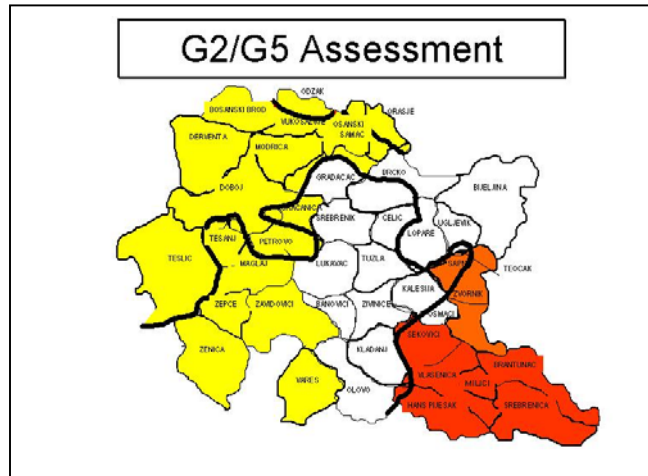 G2/G5 Assessment
ODZAK
BOSANSKI BROD
ORASJE
VUKOSAVLJE
OSANSKI
SAMAC
DERVENTA
MODRICA
GRADACAC
BRCKO
BIJELJINA
DOBOJ
SREBRENIK
CELIC
UGLJEVIK
LOPARE
TESANJ
PETROVO
TESLIC
MAGLAJ
LUKAVAC
TUZLA
TEOCAK
KALESIJA
ZVORNIK
ZEPCE
ZAVIDOVICI
BANOVICI
ZIVINICE
OSMACI
SEKOVICI
ZENICA
KLADANJ
VLASENICA
BRATUNAC
MILICI
VARES
OLOVO
HANS PIJESAK
SREBRENICA